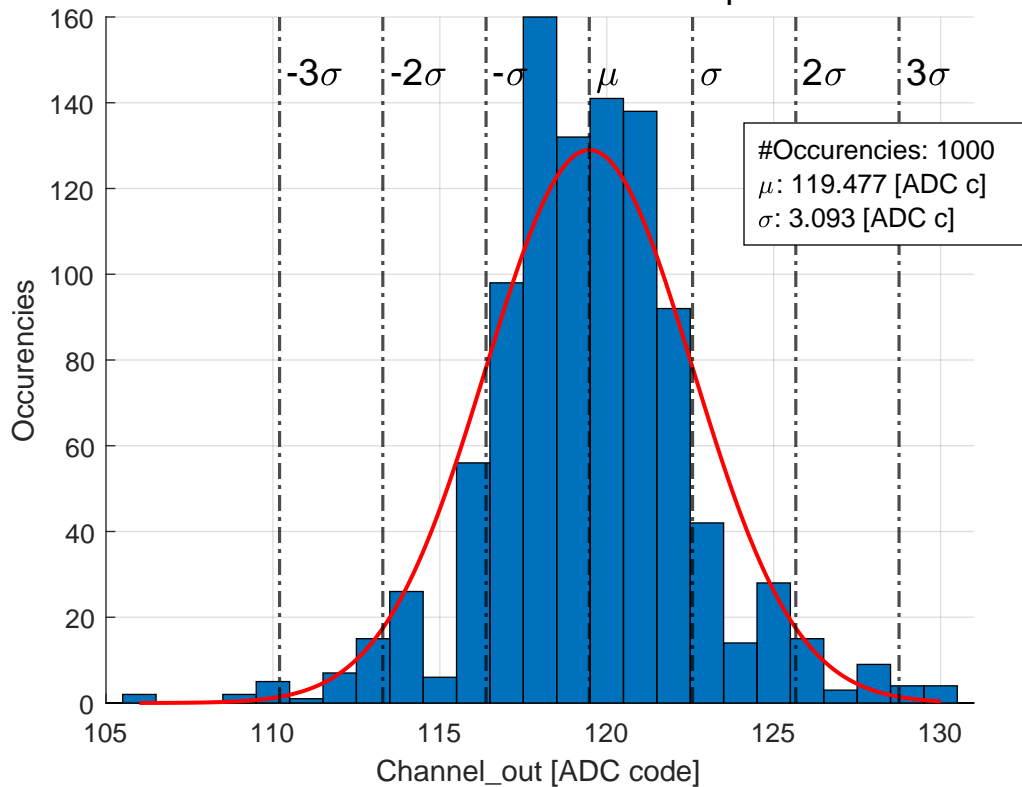 160
140
120
100
80
60
40
20
0
-3σ
-2σ
-σ
μ
σ
2σ
3σ
#Occurencies: 1000
μ: 119.477 [ADC c]
σ: 3.093 [ADC c]
Occurencies
105
110
115
120
125
130
Channel_out [ADC code]